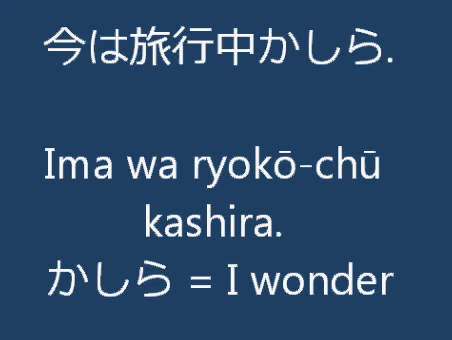 今は旅行中かしら.
Ima wa ryokō-chū
kashira.
かしら = I wonder